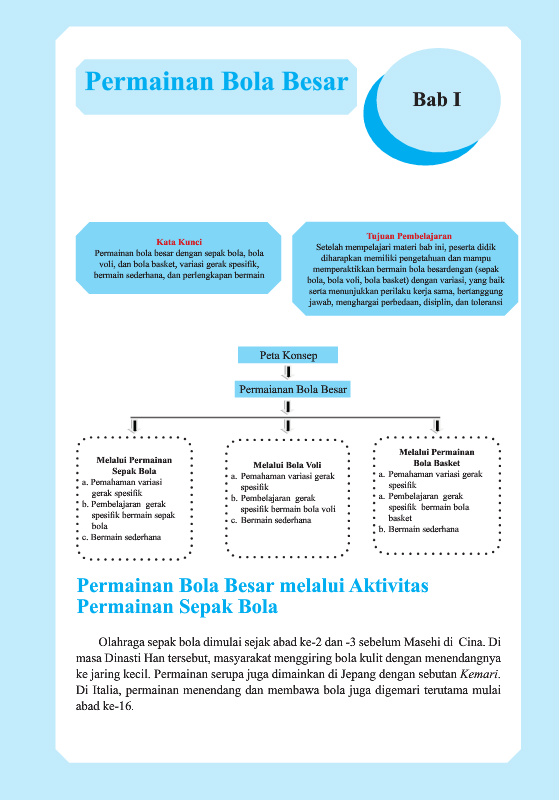 Permainan Bola Besar
Bab I
Kata Kunci
Permainan bola besar dengan sepak bola, bola
voli, dan bola basket, variasi gerak spesifik,
bermain sederhana, dan perlengkapan bermain
Tujuan Pembelajaran
Setelah mempelajari materi bab ini, peserta didik
diharapkan memiliki pengetahuan dan mampu
memperaktikkan bermain bola besardengan (sepak
bola, bola voli, bola basket) dengan variasi, yang baik
serta menunjukkan perilaku kerja sama, bertanggung
jawab, menghargai perbedaan, disiplin, dan toleransi
Peta Konsep
Permaianan Bola Besar
Melalui Permainan
Sepak Bola
a. Pemahaman variasi
gerak spesifik
b. Pembelajaran gerak
spesifik bermain sepak
bola
c. Bermain sederhana
Melalui Bola Voli
a. Pemahaman variasi gerak
spesifik
b. Pembelajaran gerak
spesifik bermain bola voli
c. Bermain sederhana
Melalui Permainan
Bola Basket
a. Pemahaman variasi gerak
spesifik
a. Pembelajaran gerak
spesifik bermain bola
basket
b. Bermain sederhana
Permainan Bola Besar melalui Aktivitas
Permainan Sepak Bola
Olahraga sepak bola dimulai sejak abad ke-2 dan -3 sebelum Masehi di Cina. Di
masa Dinasti Han tersebut, masyarakat menggiring bola kulit dengan menendangnya
ke jaring kecil. Permainan serupa juga dimainkan di Jepang dengan sebutan Kemari.
Di Italia, permainan menendang dan membawa bola juga digemari terutama mulai
abad ke-16.